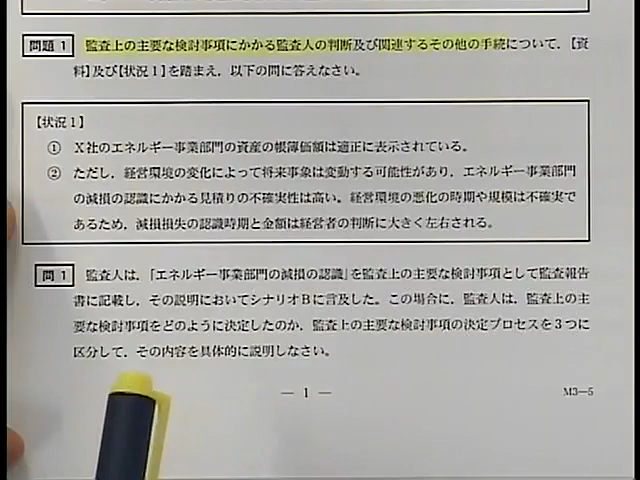 問題1 監査上の主要な検討事項にかかる監査人の判断及び関連するその他の手続について，【資
料】及び【状況1】を踏まえ，以下の問に答えなさい。
【状況1】
① X社のエネルギー事業部門の資産の帳簿価額は適正に表示されている。
② ただし，経営環境の変化によって将来事象は変動する可能性があり，エネルギー事業部門
の減損の認識にかかる見積りの不確実性は高い。経営環境の悪化の時期や規模は不確実で
あるため，減損損失の認識時期と金額は経営者の判断に大きく左右される。
問1 監査人は，「エネルギー事業部門の減損の認識」を監査上の主要な検討事項として監査報告
書に記載し，その説明においてシナリオBに言及した。この場合に，監査人は，監査上の主
要な検討事項をどのように決定したのか，監査上の主要な検討事項の決定プロセスを3つに
区分して，その内容を具体的に説明しなさい。
— 1 —
M3—5